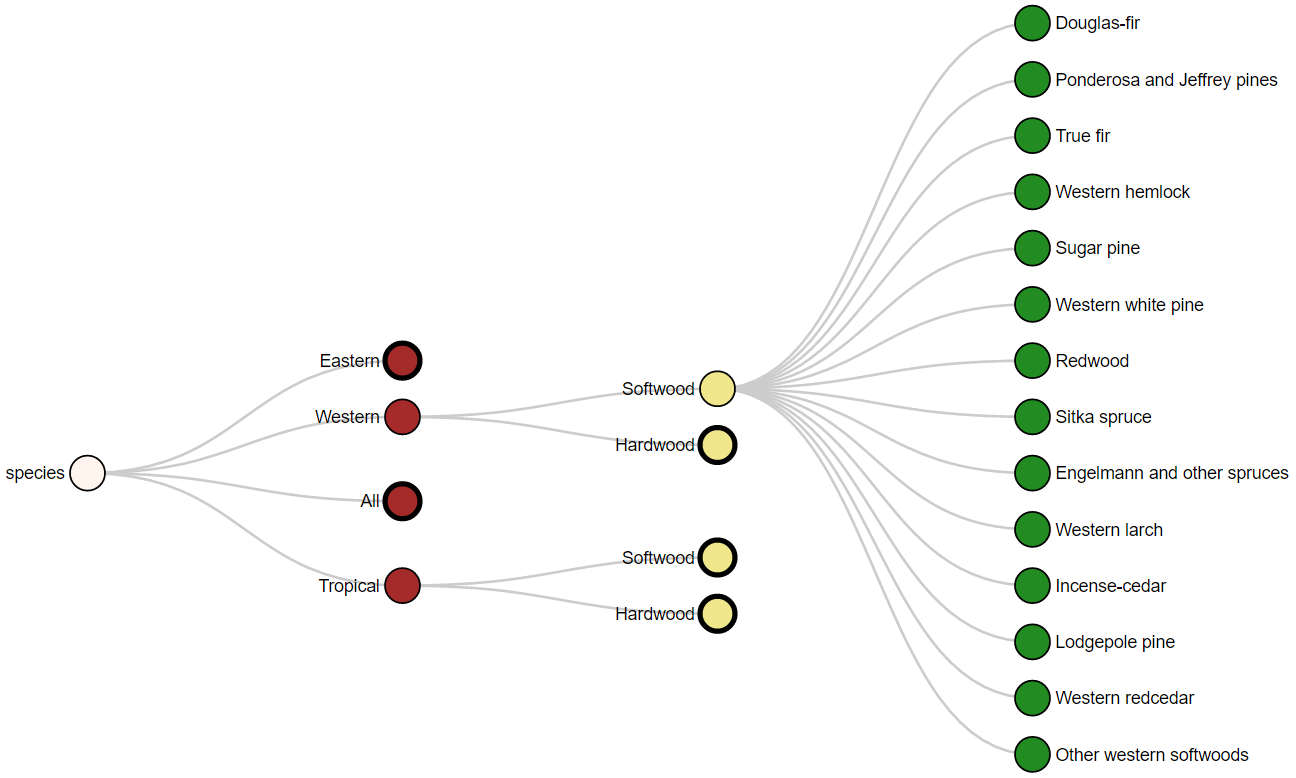 species
Eastern
Western
All
Tropical
Softwood
Hardwood
Softwood
Hardwood
Douglas-fir
Ponderosa and Jeffrey pines
True fir
Western hemlock
Sugar pine
Western white pine
Redwood
Sitka spruce
Engelmann and other spruces
Western larch
Incense-cedar
Lodgepole pine
Western redcedar
Other western softwoods